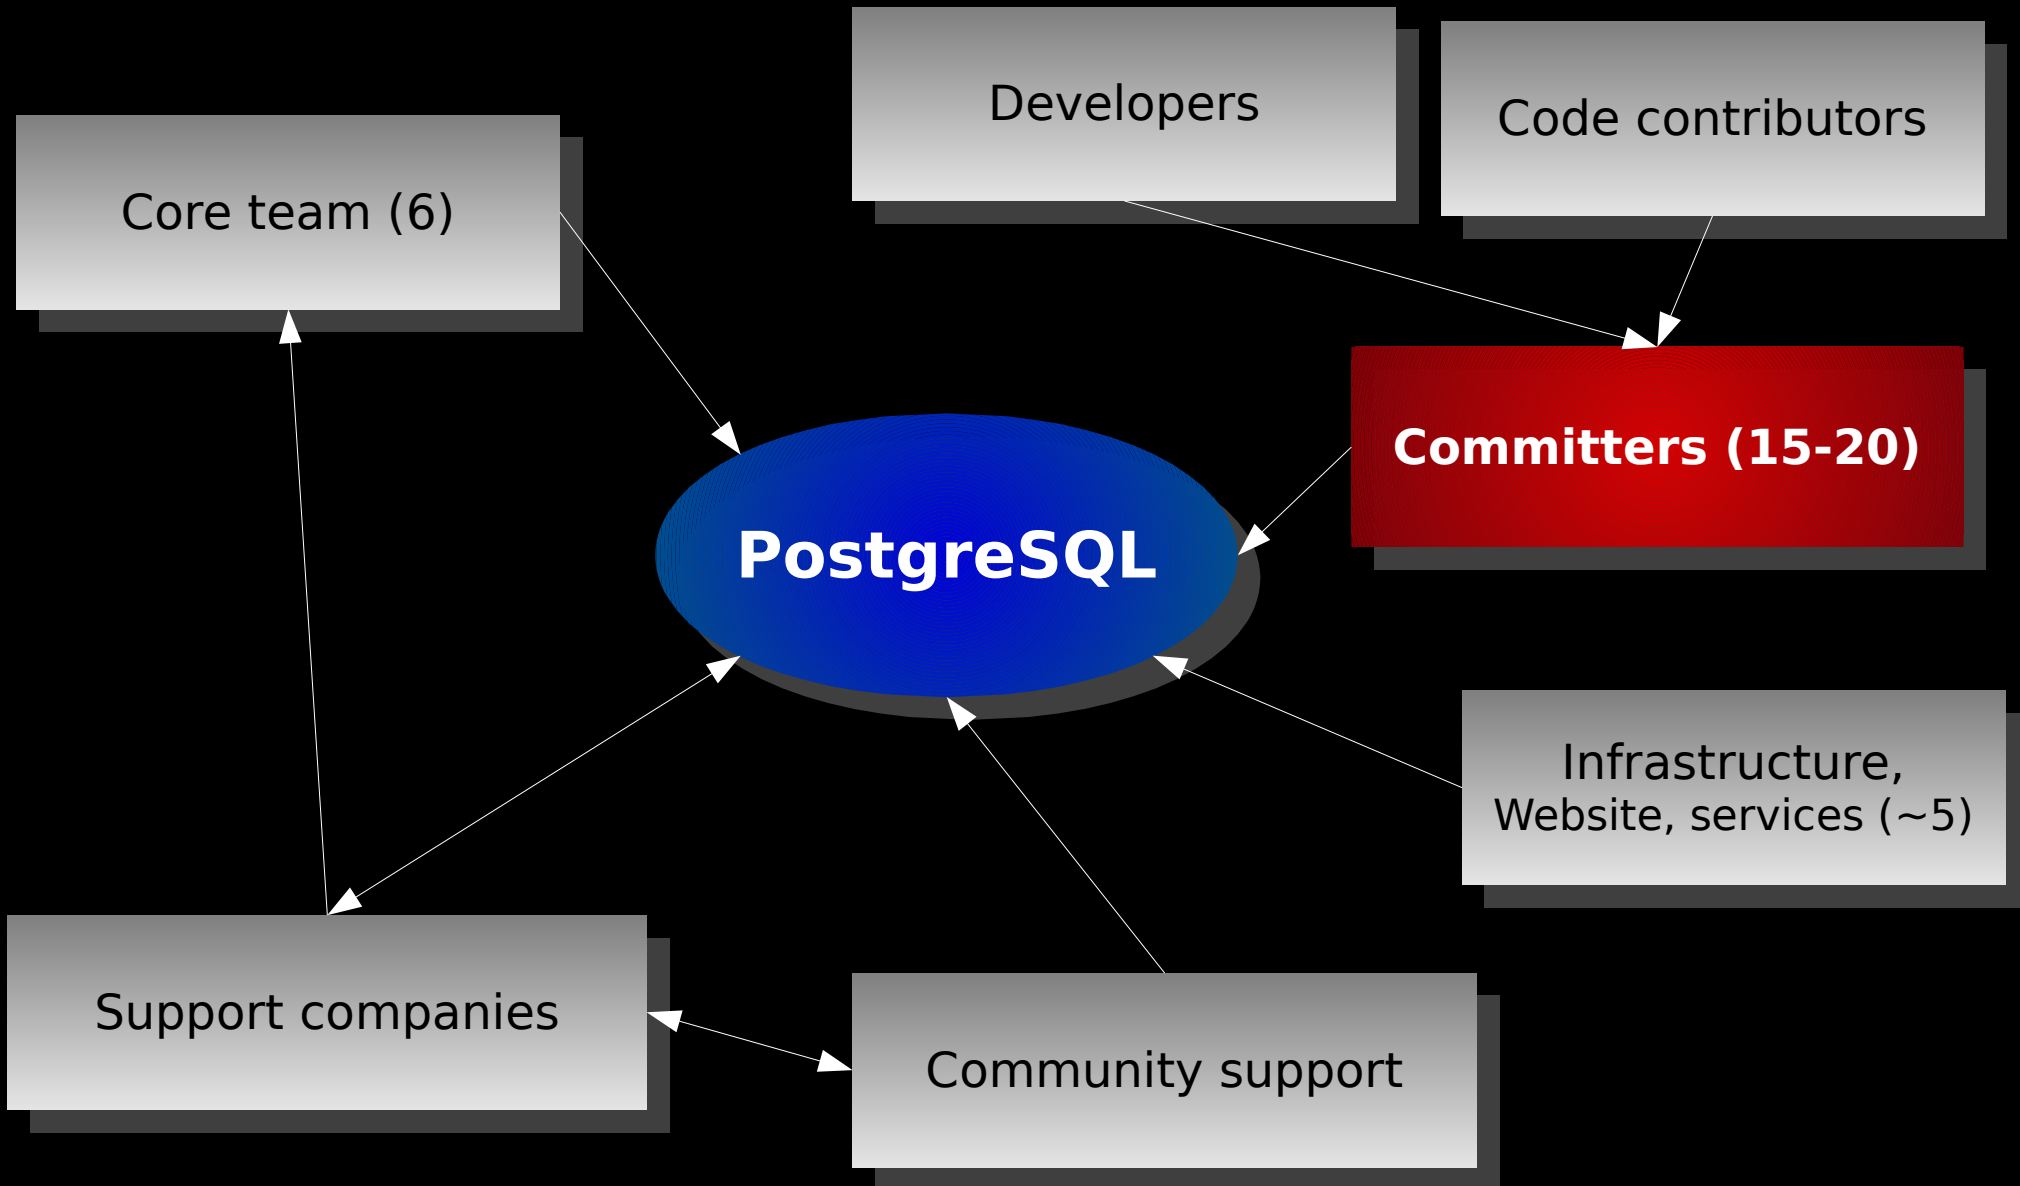 Developers
Code contributors
Core team (6)
Committers (15-20)
PostgreSQL
Infrastructure,
Website, services (~5)
Support companies
Community support